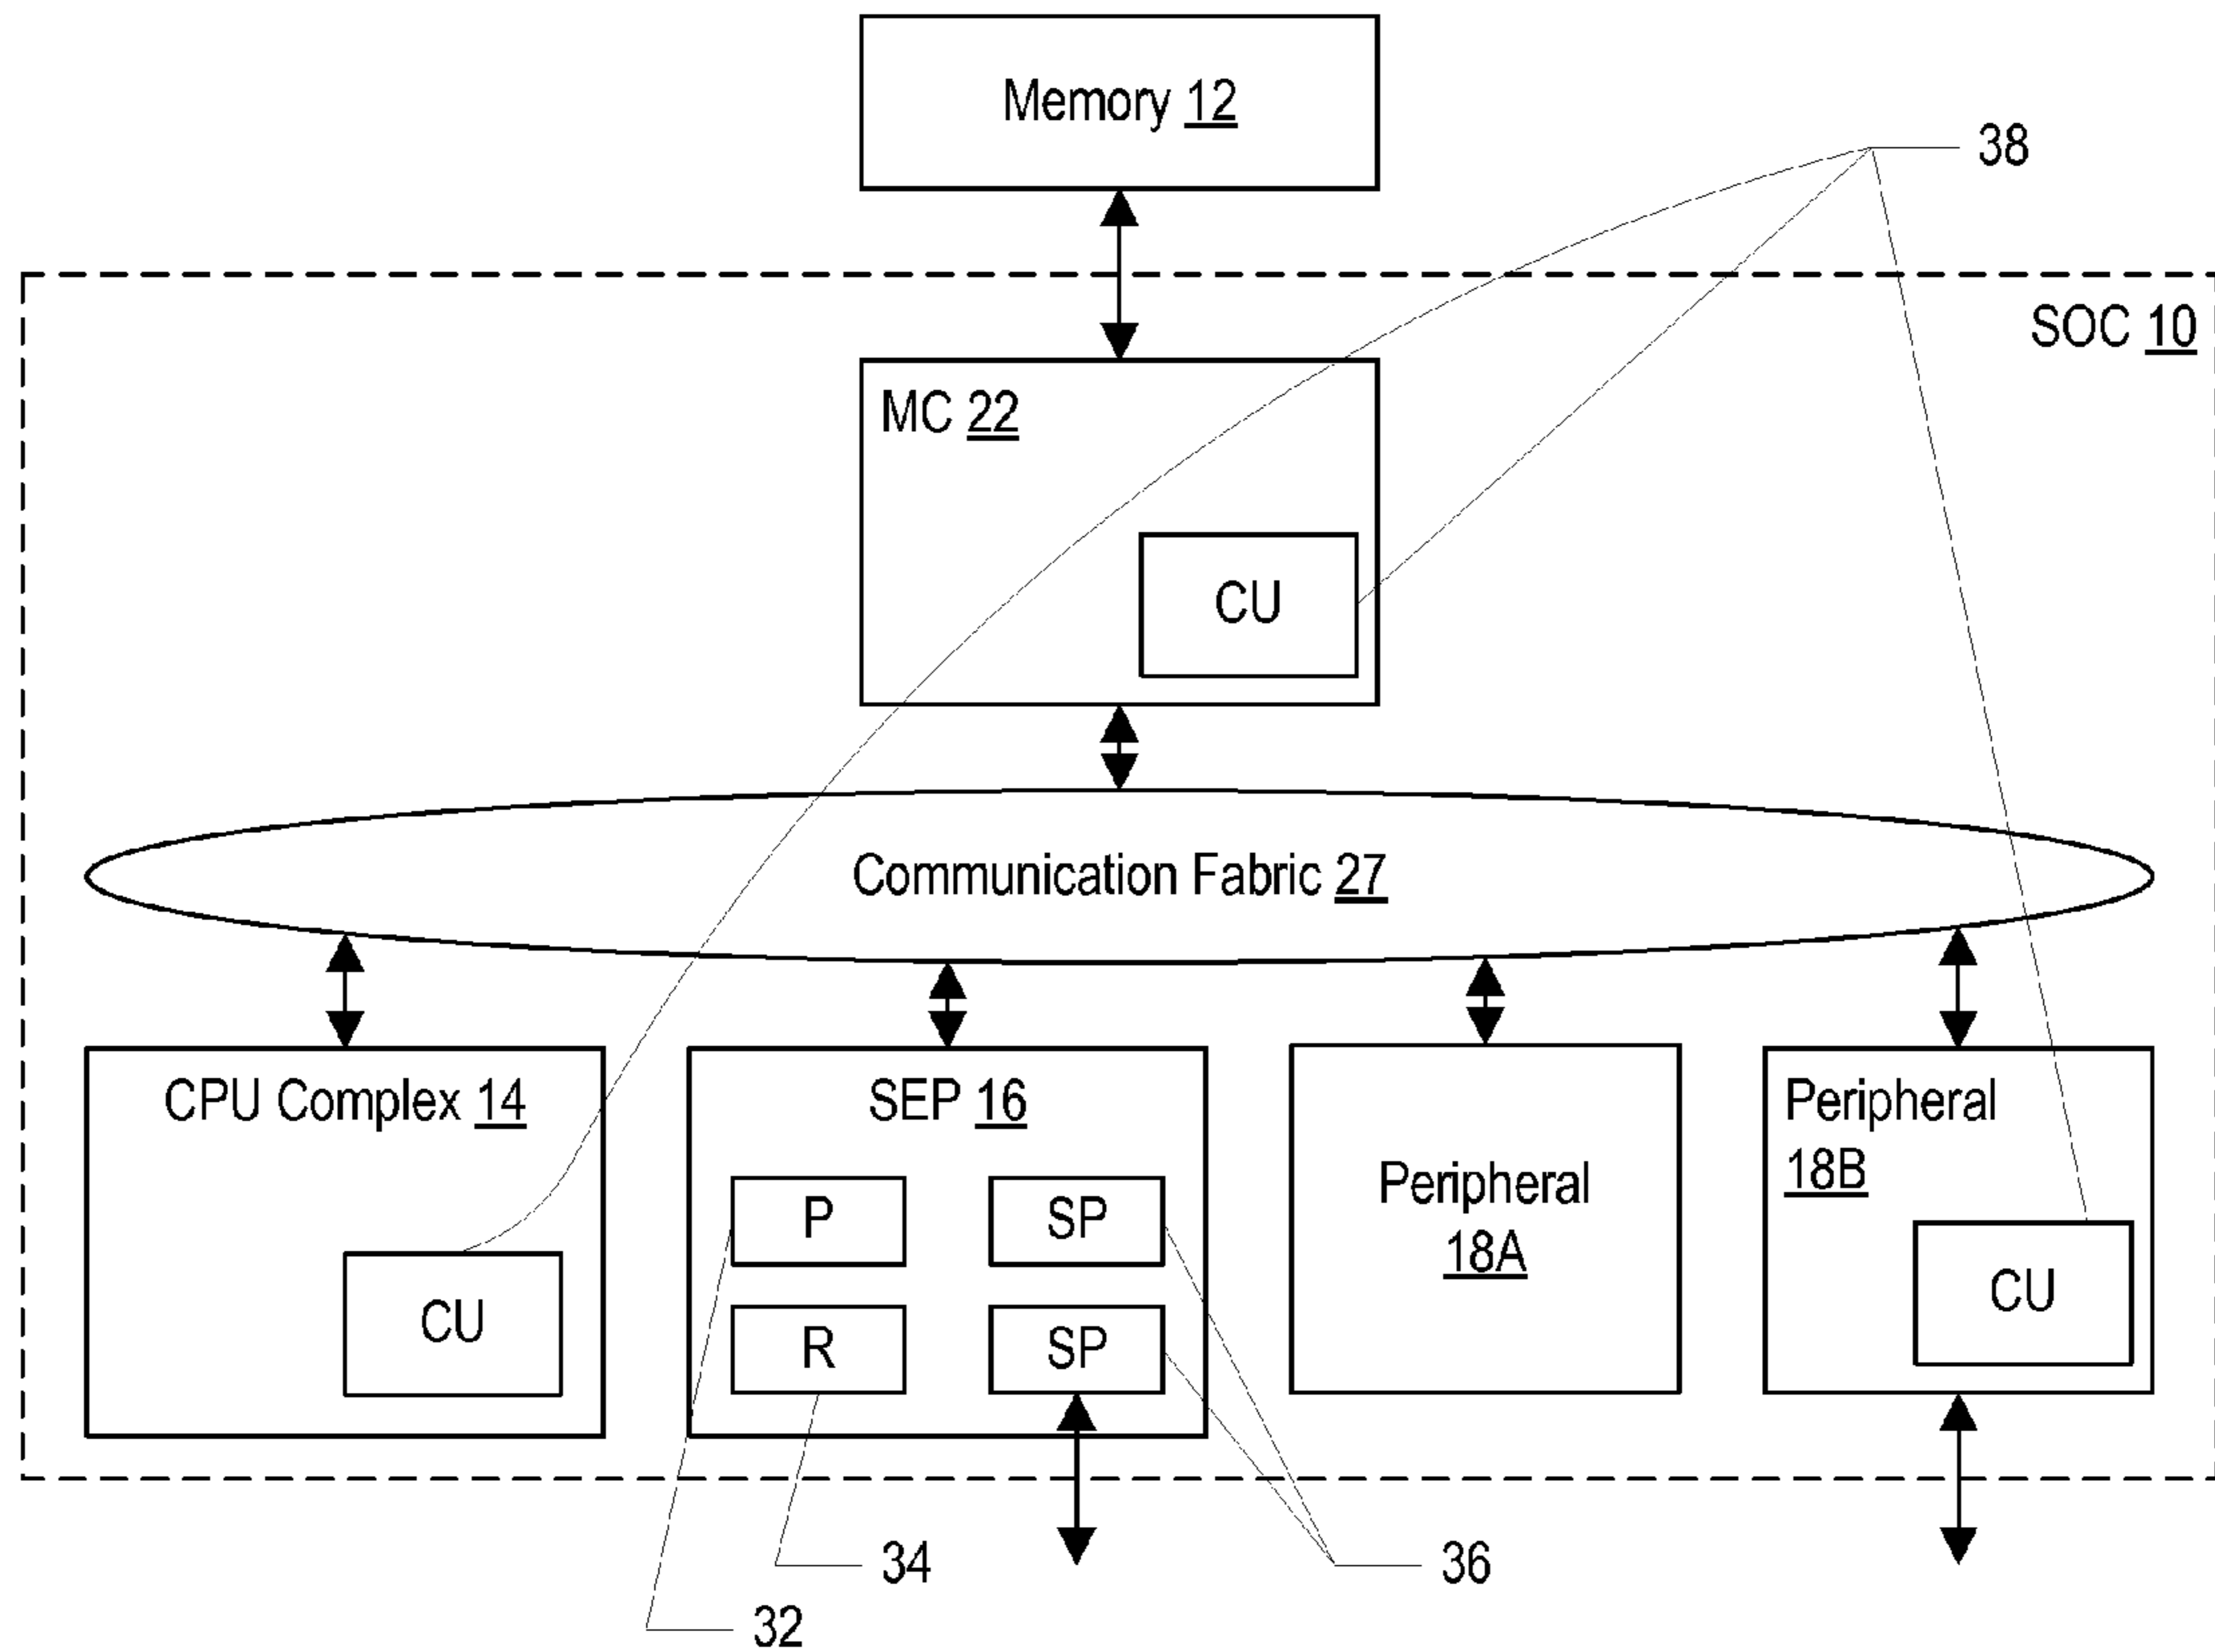 Memory 12
38
SOC 10
MC 22
CU
Communication Fabric 27
CPU Complex 14
CU
SEP 16
P
SP
R
SP
Peripheral
18A
Peripheral
18B
CU
34
36
32